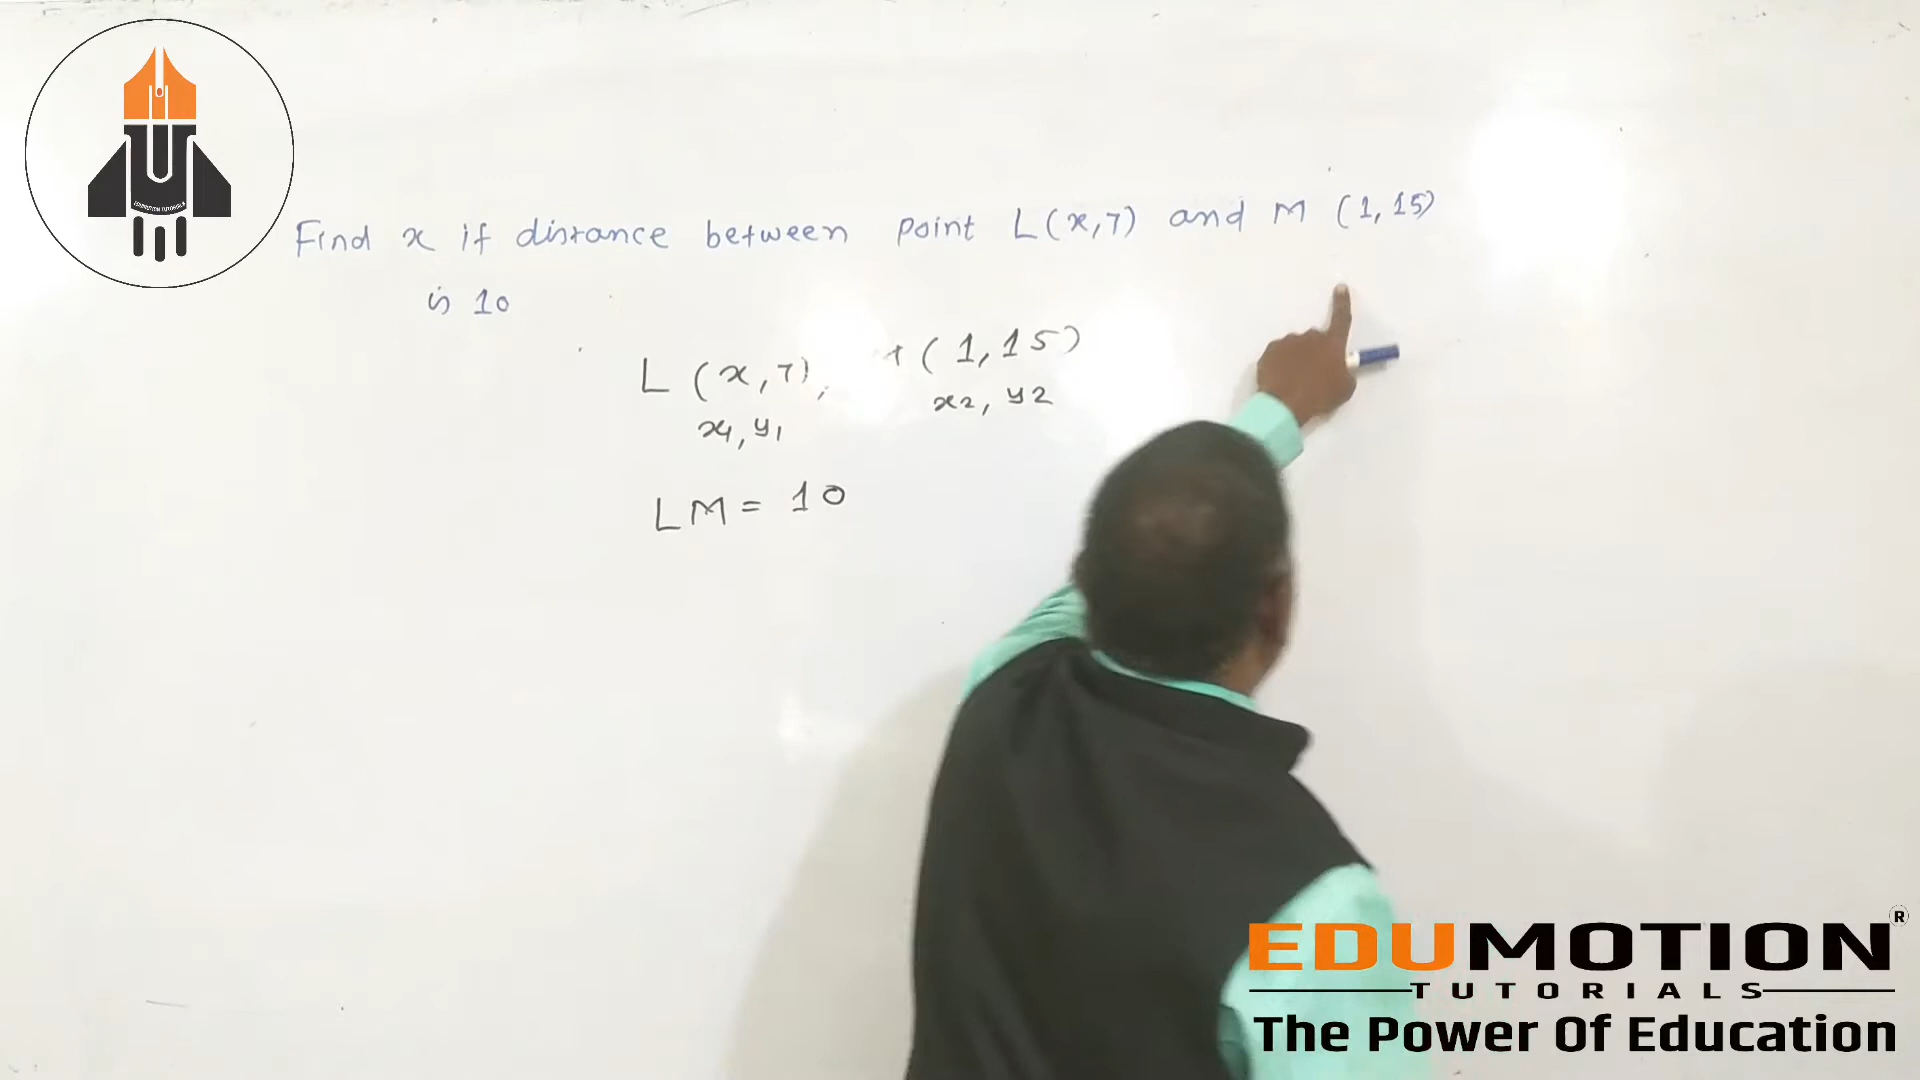 Find x if distance between point L(x,7) and M (1,15)
is 10
L (x,7), (1,15)
x1,y1 x2, y2
LM = 10
EDUMOTION®
TUTORIALS
The Power Of Education